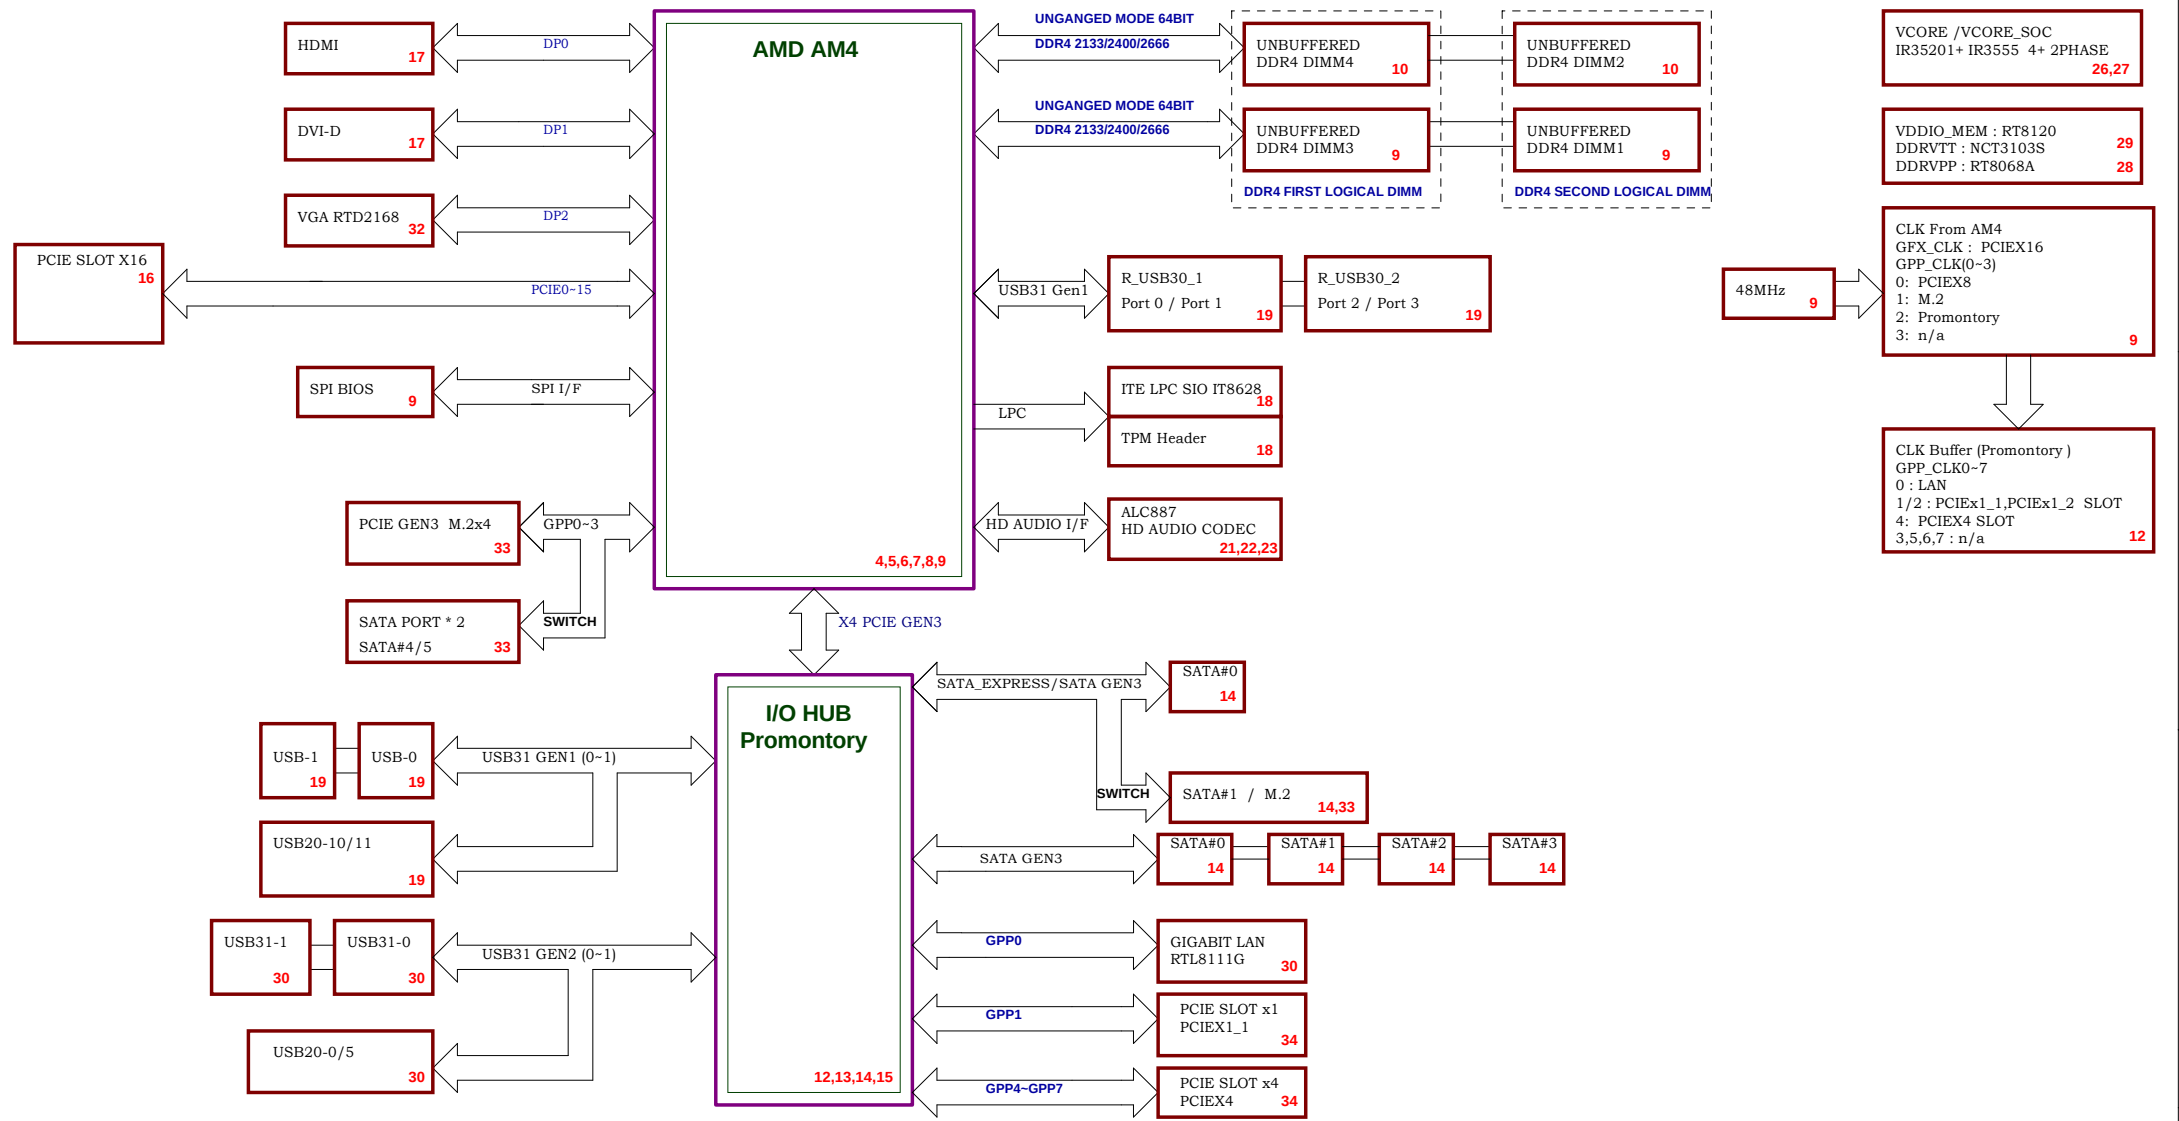 HDMI
17
DP0
DVI-D
17
DP1
VGA RTD2168
32
DP2
PCIE SLOT X16
16
PCIE0~15
SPI BIOS
9
SPI I/F
PCIE GEN3 M.2x4
33
GPP0~3
SATA PORT * 2
SATA#4/5
33
SWITCH
AMD AM4
4,5,6,7,8,9
UNGANGED MODE 64BIT
DDR4 2133/2400/2666
UNBUFFERED
DDR4 DIMM4
10
UNBUFFERED
DDR4 DIMM2
10
UNGANGED MODE 64BIT
DDR4 2133/2400/2666
UNBUFFERED
DDR4 DIMM3
9
UNBUFFERED
DDR4 DIMM1
9
DDR4 FIRST LOGICAL DIMM
DDR4 SECOND LOGICAL DIMM
USB31 Gen1
R_USB30_1
Port 0 / Port 1
19
R_USB30_2
Port 2 / Port 3
19
LPC
ITE LPC SIO IT8628
18
TPM Header
18
HD AUDIO I/F
ALC887
HD AUDIO CODEC
21,22,23
VCORE /VCORE_SOC
IR35201+ IR3555 4+ 2PHASE
26,27
VDDIO_MEM : RT8120
29
DDRVTT : NCT3103S
DDRVPP : RT8068A
28
48MHz
9
CLK From AM4
GFX_CLK : PCIEX16
GPP_CLK(0~3)
0: PCIEX8
1: M.2
2: Promontory
3: n/a
9
CLK Buffer (Promontory )
GPP_CLK0~7
0 : LAN
1/2 : PCIEx1_1,PCIEx1_2 SLOT
4: PCIEX4 SLOT
3,5,6,7 : n/a
12
X4 PCIE GEN3
I/O HUB
Promontory
12,13,14,15
USB-1
19
USB-0
19
USB31 GEN1 (0~1)
USB20-10/11
19
USB31-1
30
USB31-0
30
USB31 GEN2 (0~1)
USB20-0/5
30
SATA_EXPRESS/SATA GEN3
SATA#0
14
SWITCH
SATA#1 / M.2
14,33
SATA GEN3
SATA#0
14
SATA#1
14
SATA#2
14
SATA#3
14
GPP0
GIGABIT LAN
RTL8111G
30
GPP1
PCIE SLOT x1
PCIEX1_1
34
GPP4~GPP7
PCIE SLOT x4
PCIEX4
34